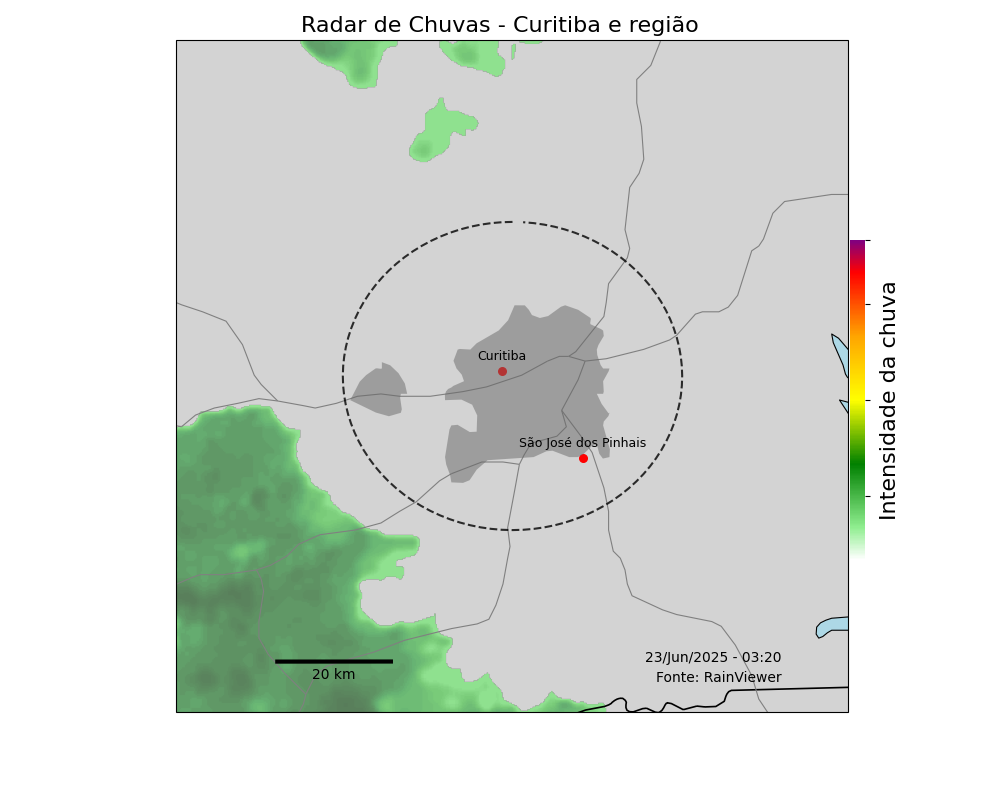 Radar de Chuvas - Curitiba e região
Curitiba
São José dos Pinhais
Intensidade da chuva
23/Jun/2025 - 03:20
Fonte: RainViewer
20 km